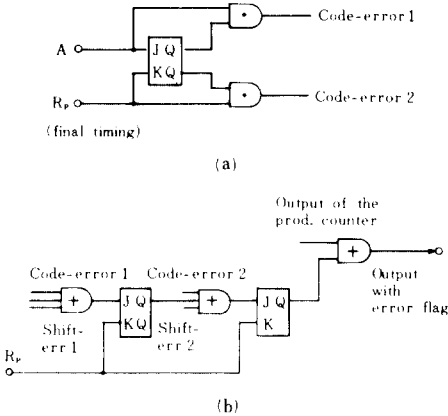 Code-error 1
A
J Q
K Q
Rp
Code-error 2
(final timing)
(a)
Output of the
prod. counter
Code-error 1
Code-error 2
+
Output
with
error flag
+
J Q
K Q
+
J Q
K
Shift-
err 1
Shift-
err 2
Rp
(b)